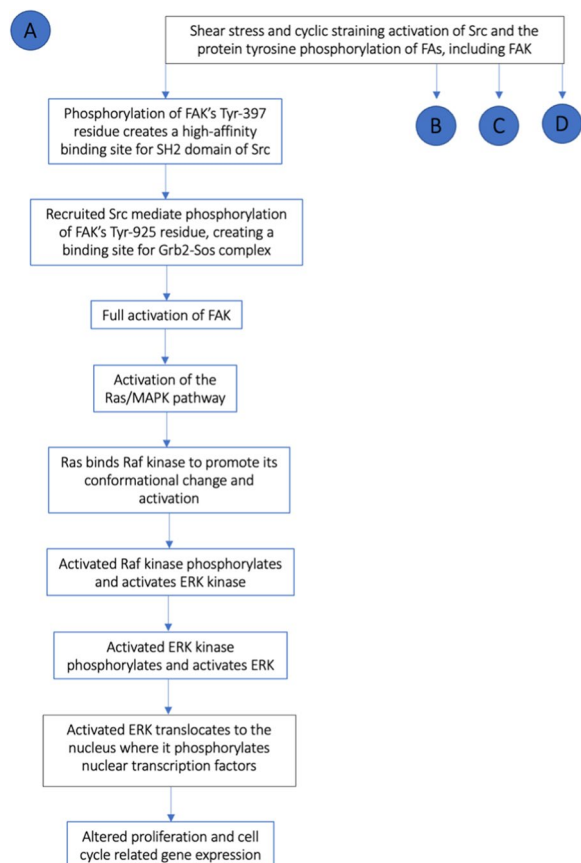 A
Shear stress and cyclic straining activation of Src and the
protein tyrosine phosphorylation of FAs, including FAK
B
C
D
Phosphorylation of FAK's Tyr-397
residue creates a high-affinity
binding site for SH2 domain of Src
Recruited Src mediate phosphorylation
of FAK's Tyr-925 residue, creating a
binding site for Grb2-Sos complex
Full activation of FAK
Activation of the
Ras/MAPK pathway
Ras binds Raf kinase to promote its
conformational change and
activation
Activated Raf kinase phosphorylates
and activates ERK kinase
Activated ERK kinase
phosphorylates and activates ERK
Activated ERK translocates to the
nucleus where it phosphorylates
nuclear transcription factors
Altered proliferation and cell
cycle related gene expression